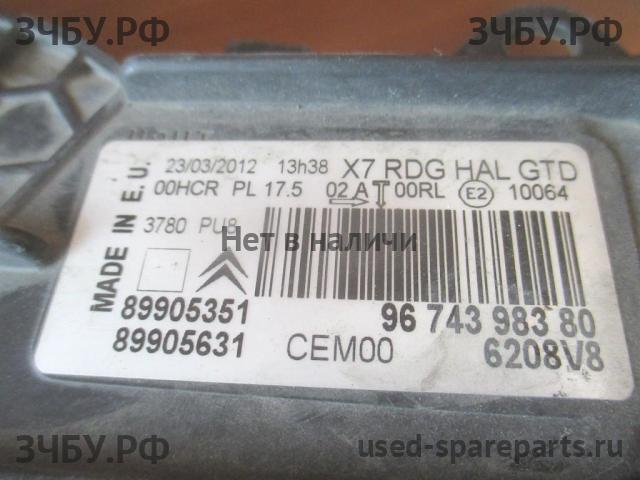 ЗЧБУ.РФ
ЗЧБУ.РФ
MADE IN E.U.
23/03/2012 13h38 X7 RDG HAL GTD
00HCR PL 17.5 02 A 00RL E2 10064
3780 PU8
Нет в наличи
89905351
96 743 983 80
89905631 CEM00 6208V8
ЗЧБУ.РФ
used-spareparts.ru